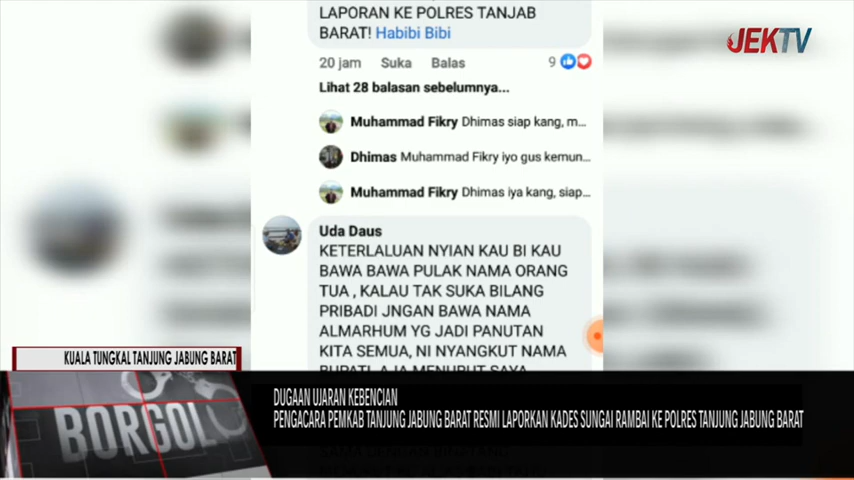 LAPORAN KE POLRES TANJAB
BARAT! Habibi Bibi
20 jam Suka Balas 9
Lihat 28 balasan sebelumnya...
Muhammad Fikry Dhimas siap kang, m...
Dhimas Muhammad Fikry iyo gus kemun...
Muhammad Fikry Dhimas iya kang, siap...
Uda Daus
KETERLALUAN NYIAN KAU BI KAU
BAWA BAWA PULAK NAMA ORANG
TUA , KALAU TAK SUKA BILANG
PRIBADI JNGAN BAWA NAMA
ALMARHUM YG JADI PANUTAN
KITA SEMUA, NI NYANGKUT NAMA
BUPATI, AJA MENURUT SAYA
JEKTV
KUALA TUNGKAL TANJUNG JABUNG BARAT
BORGOL
DUGAAN UJARAN KEBENCIAN
PENGACARA PEMKAB TANJUNG JABUNG BARAT RESMI LAPORKAN KADES SUNGAI RAMBAI KE POLRES TANJUNG JABUNG BARAT